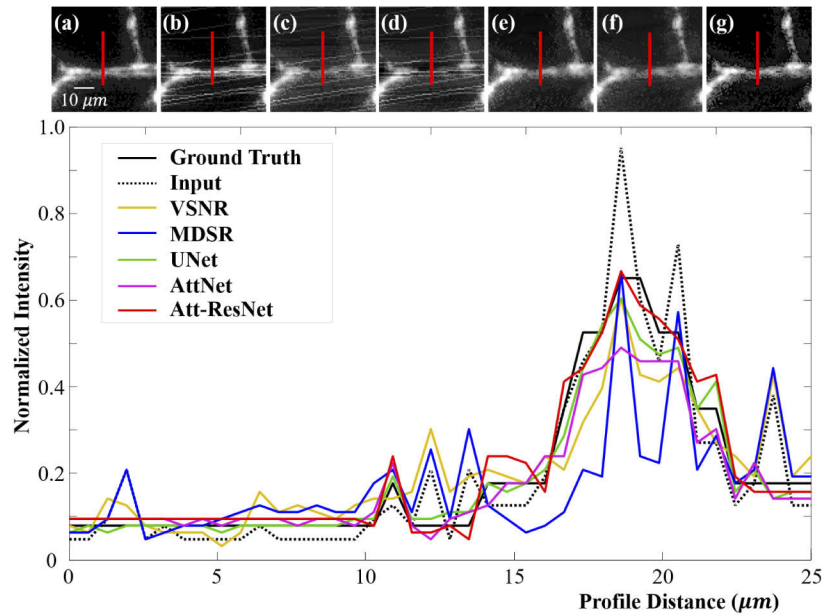 (a) (b) (c) (d) (e) (f) (g)
10 μm
1.0
0.8
0.6
0.4
0.2
0
Normalized Intensity
Ground Truth
Input
VSNR
MDSR
UNet
AttNet
Att-ResNet
0 5 10 15 20 25
Profile Distance (μm)